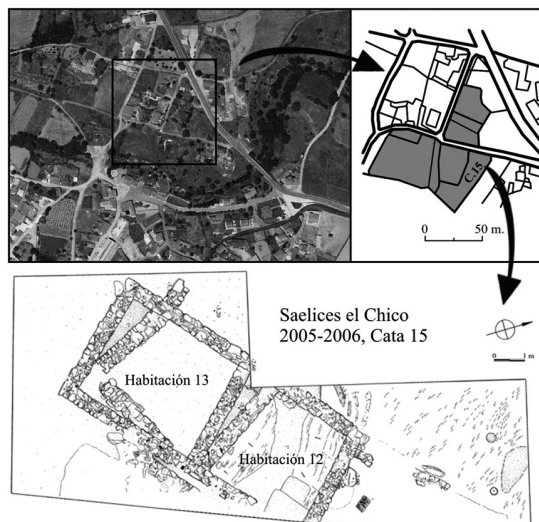 C.15
0 50 m.
Saelices el Chico
2005-2006, Cata 15
0 1 m
Habitación 13
Habitación 12